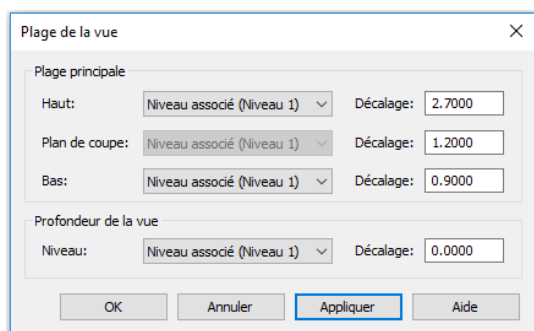 Plage de la vue
Plage principale
Haut: Niveau associé (Niveau 1) Décalage: 2.7000
Plan de coupe: Niveau associé (Niveau 1) Décalage: 1.2000
Bas: Niveau associé (Niveau 1) Décalage: 0.9000
Profondeur de la vue
Niveau: Niveau associé (Niveau 1) Décalage: 0.0000
OK Annuler Appliquer Aide